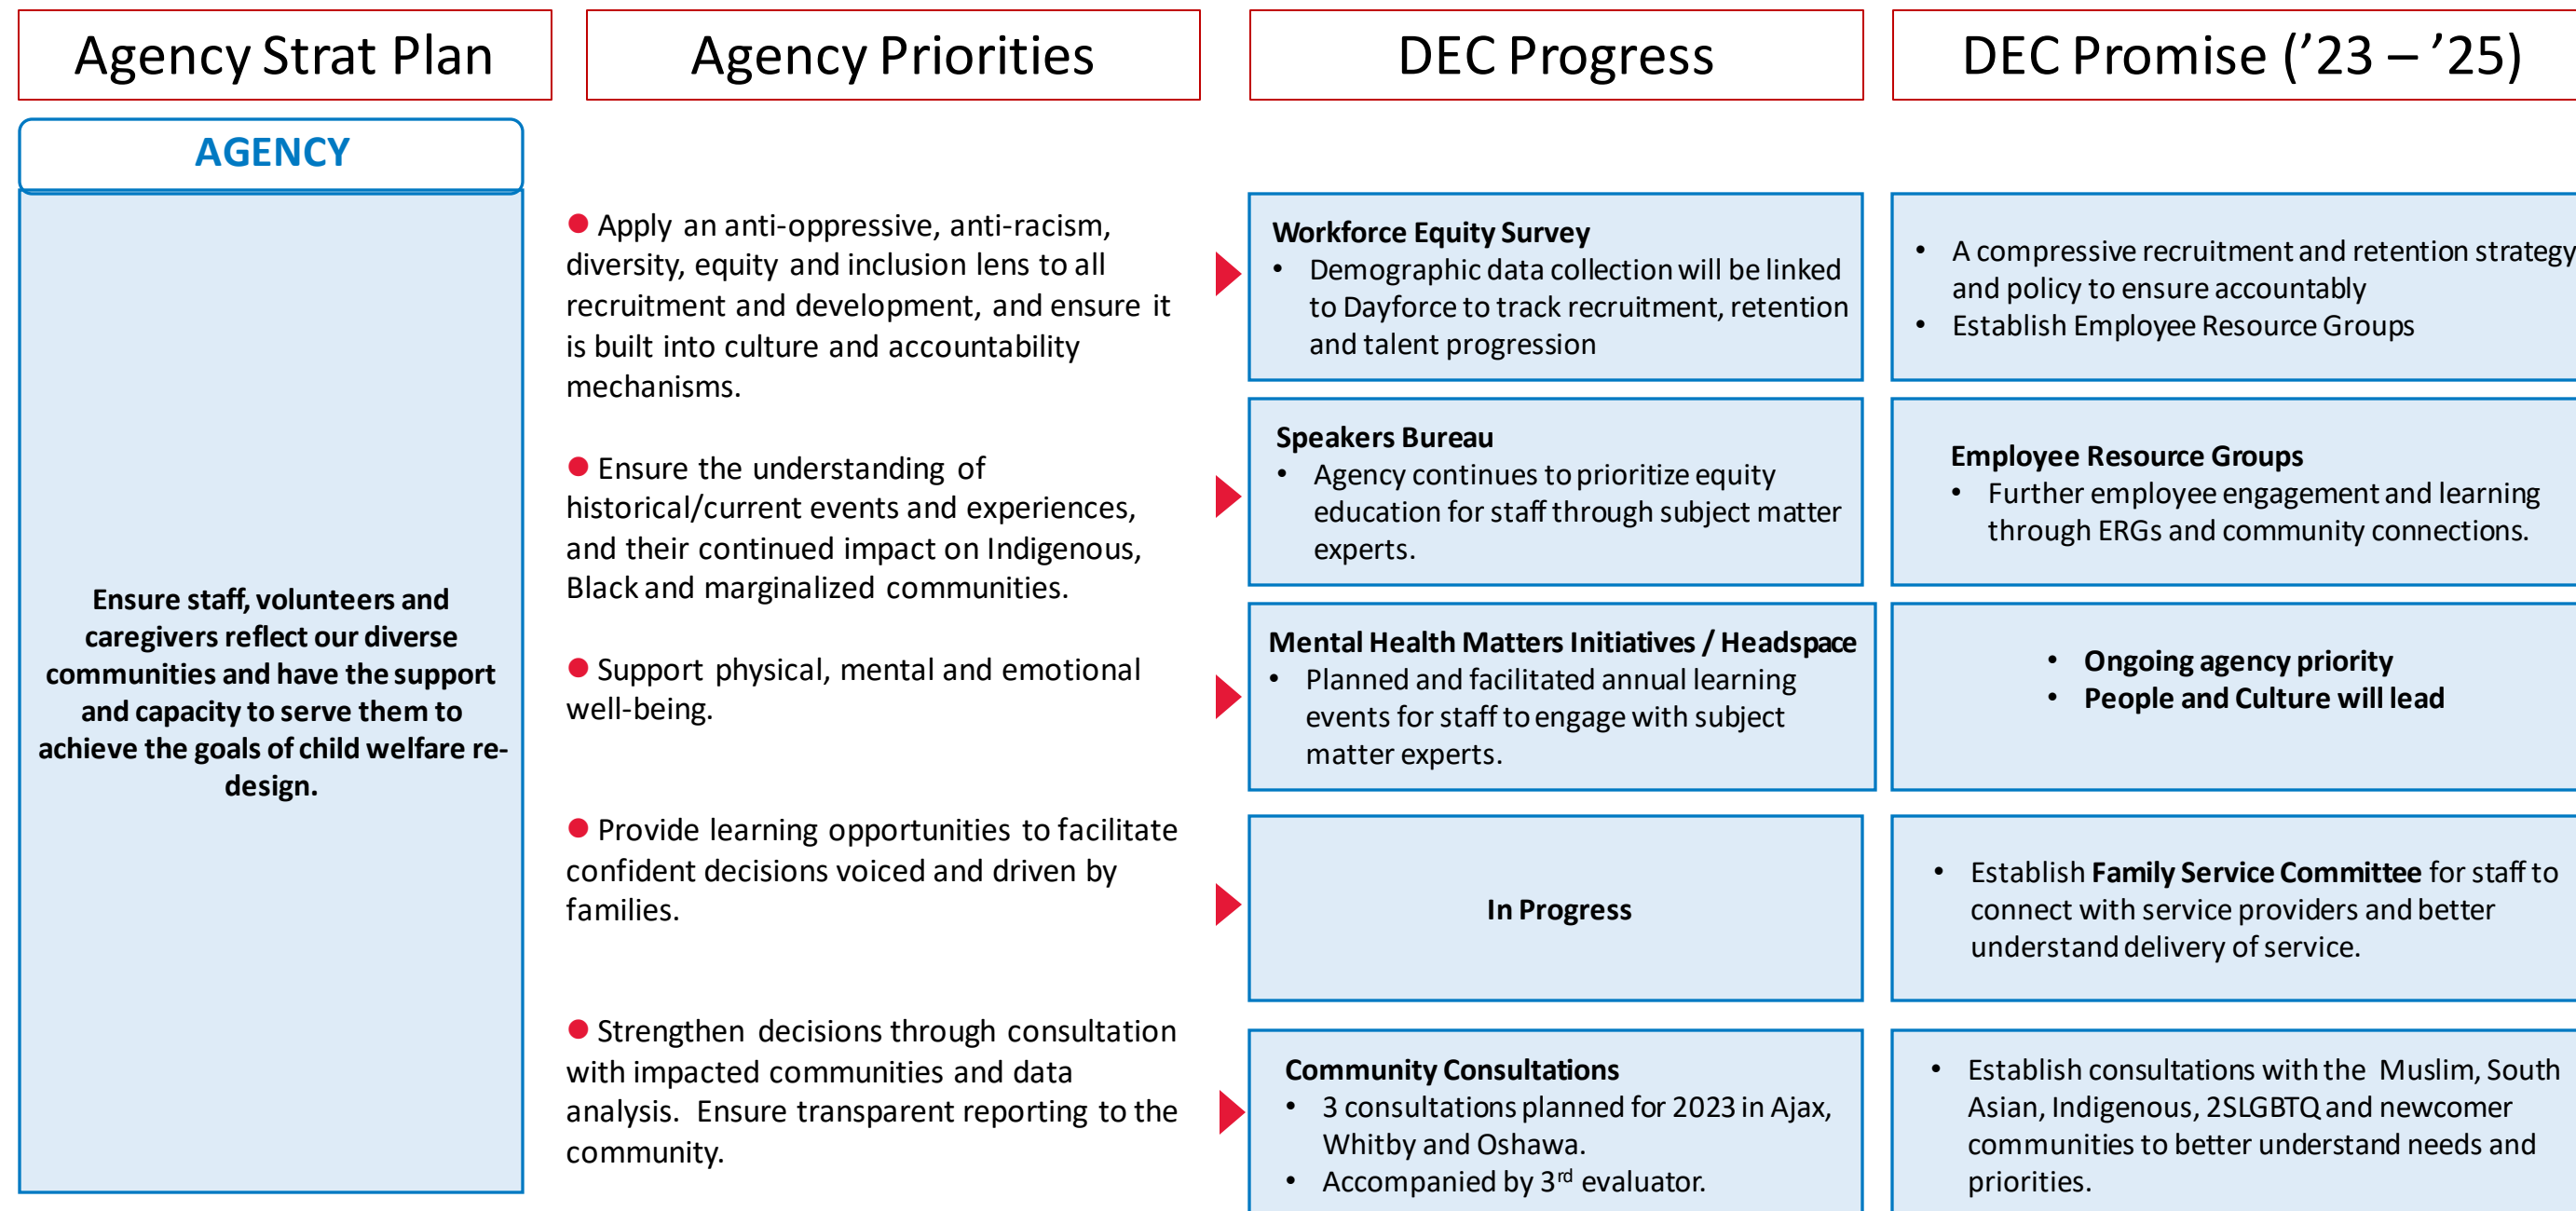 Agency Strat Plan
Agency Priorities
DEC Progress
DEC Promise (’23 – ’25)
AGENCY
Ensure staff, volunteers and
caregivers reflect our diverse
communities and have the support
and capacity to serve them to
achieve the goals of child welfare re-
design.
● Apply an anti-oppressive, anti-racism,
diversity, equity and inclusion lens to all
recruitment and development, and ensure it
is built into culture and accountability
mechanisms.
● Ensure the understanding of
historical/current events and experiences,
and their continued impact on Indigenous,
Black and marginalized communities.
● Support physical, mental and emotional
well-being.
● Provide learning opportunities to facilitate
confident decisions voiced and driven by
families.
● Strengthen decisions through consultation
with impacted communities and data
analysis. Ensure transparent reporting to the
community.
Workforce Equity Survey
• Demographic data collection will be linked
to Dayforce to track recruitment, retention
and talent progression
Speakers Bureau
• Agency continues to prioritize equity
education for staff through subject matter
experts.
Mental Health Matters Initiatives / Headspace
• Planned and facilitated annual learning
events for staff to engage with subject
matter experts.
In Progress
Community Consultations
• 3 consultations planned for 2023 in Ajax,
Whitby and Oshawa.
• Accompanied by 3rd evaluator.
• A compressive recruitment and retention strategy
and policy to ensure accountably
• Establish Employee Resource Groups
Employee Resource Groups
• Further employee engagement and learning
through ERGs and community connections.
• Ongoing agency priority
• People and Culture will lead
• Establish Family Service Committee for staff to
connect with service providers and better
understand delivery of service.
• Establish consultations with the Muslim, South
Asian, Indigenous, 2SLGBTQ and newcomer
communities to better understand needs and
priorities.